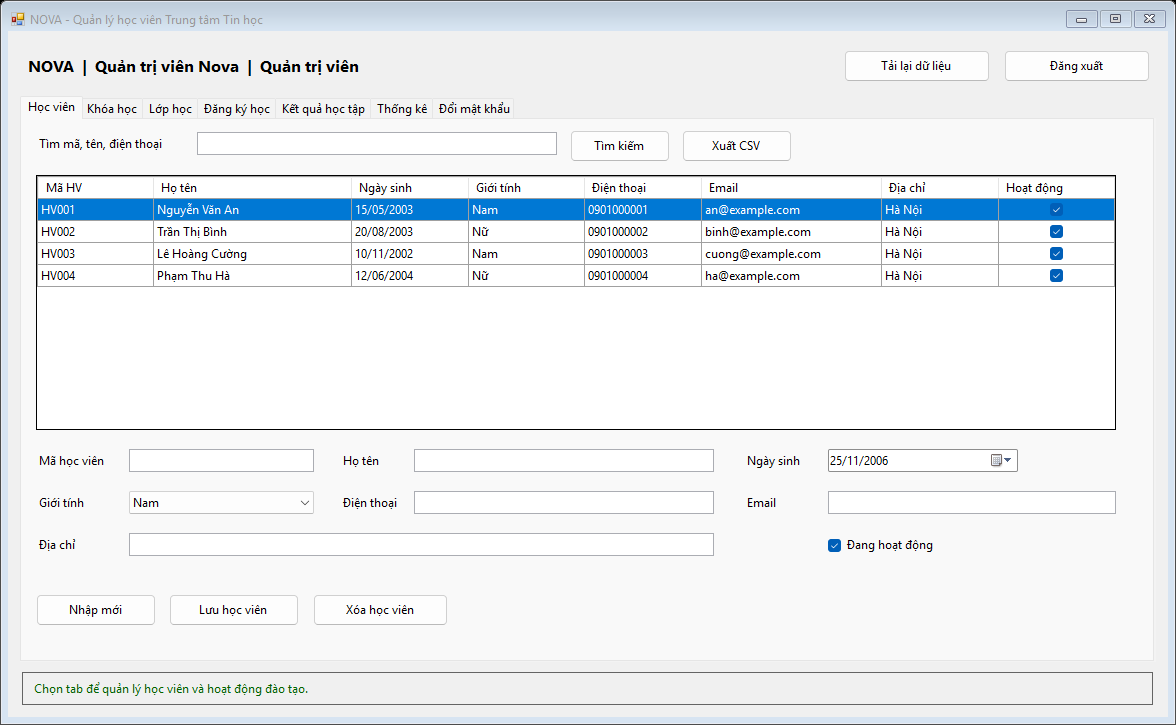 NOVA - Quản lý học viên Trung tâm Tin học
NOVA | Quản trị viên Nova | Quản trị viên
Tải lại dữ liệu
Đăng xuất
Học viên Khóa học Lớp học Đăng ký học Kết quả học tập Thống kê Đổi mật khẩu
Tìm mã, tên, điện thoại
Tìm kiếm
Xuất CSV
Mã HV Họ tên Ngày sinh Giới tính Điện thoại Email Địa chỉ Hoạt động
HV001 Nguyễn Văn An 15/05/2003 Nam 0901000001 an@example.com Hà Nội
HV002 Trần Thị Bình 20/08/2003 Nữ 0901000002 binh@example.com Hà Nội
HV003 Lê Hoàng Cường 10/11/2002 Nam 0901000003 cuong@example.com Hà Nội
HV004 Phạm Thu Hà 12/06/2004 Nữ 0901000004 ha@example.com Hà Nội
Mã học viên Họ tên Ngày sinh 25/11/2006
Giới tính Nam Điện thoại Email
Địa chỉ Đang hoạt động
Nhập mới Lưu học viên Xóa học viên
Chọn tab để quản lý học viên và hoạt động đào tạo.